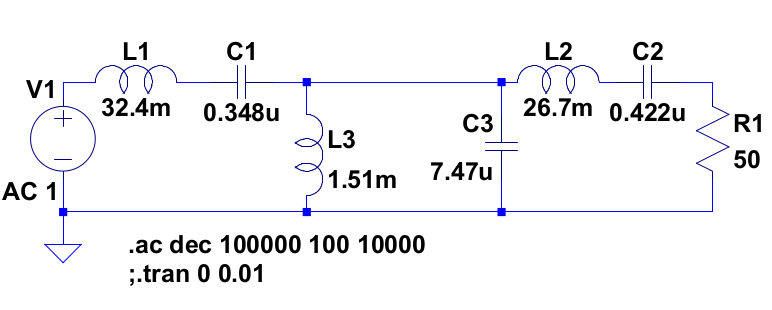 L1
C1
L2
C2
V1
32.4m
0.348u
26.7m
0.422u
C3
R1
L3
7.47u
50
1.51m
AC 1
.ac dec 100000 100 10000
;.tran 0 0.01